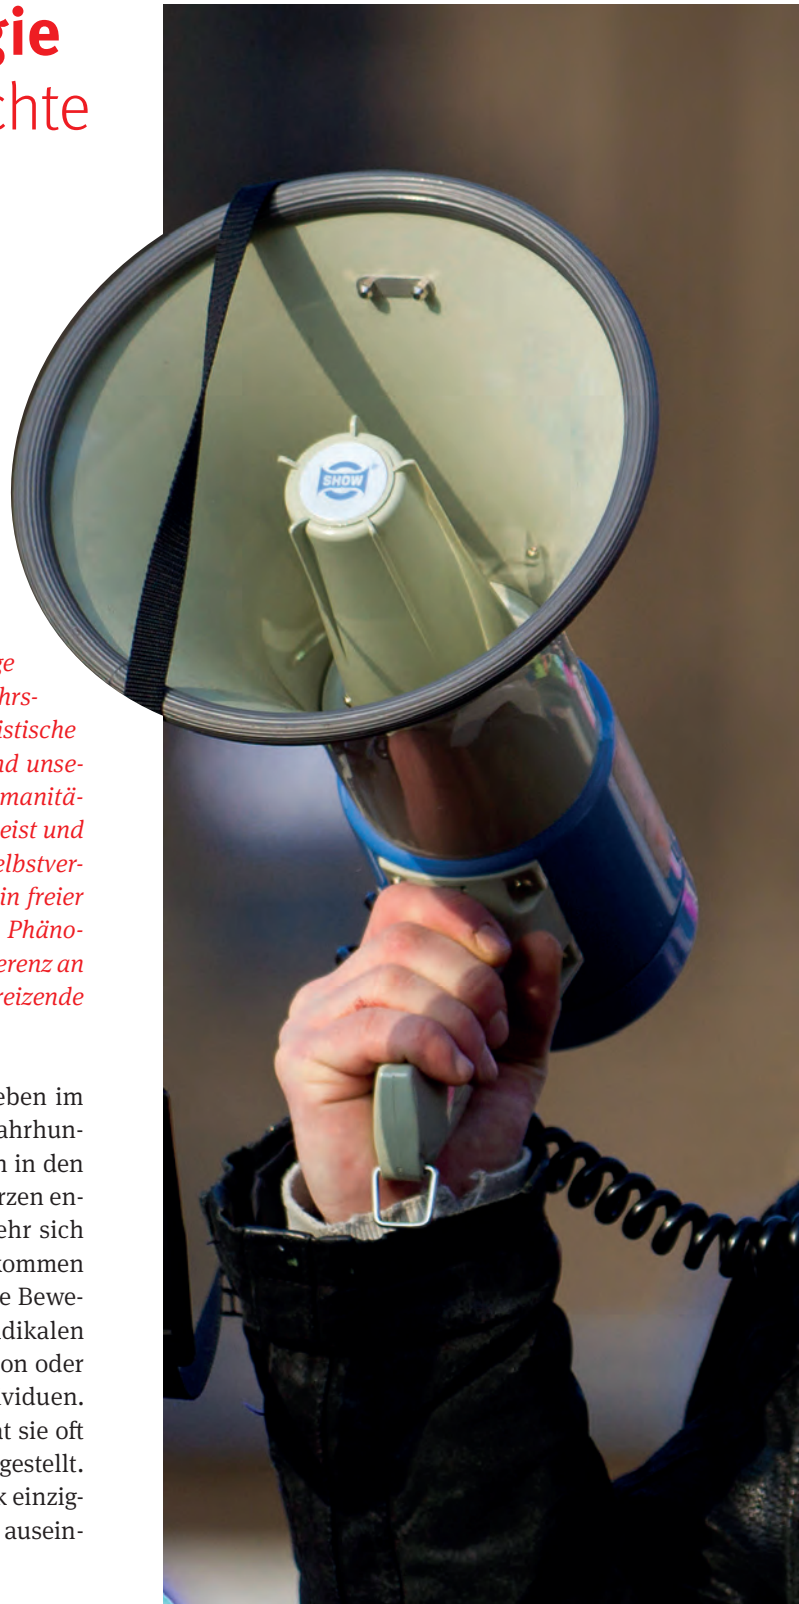 gie
chte
SHOW
ge
hrs-
istische
nd unse-
manitä-
eist und
elbstver-
in freier
Phäno-
erenz an
reizende
eben im
ahrhun-
n in den
rzen en-
ehr sich
kommen
e Bewe-
dikalen
on oder
viduen.
nt sie oft
gestellt.
k einzig-
ausein-